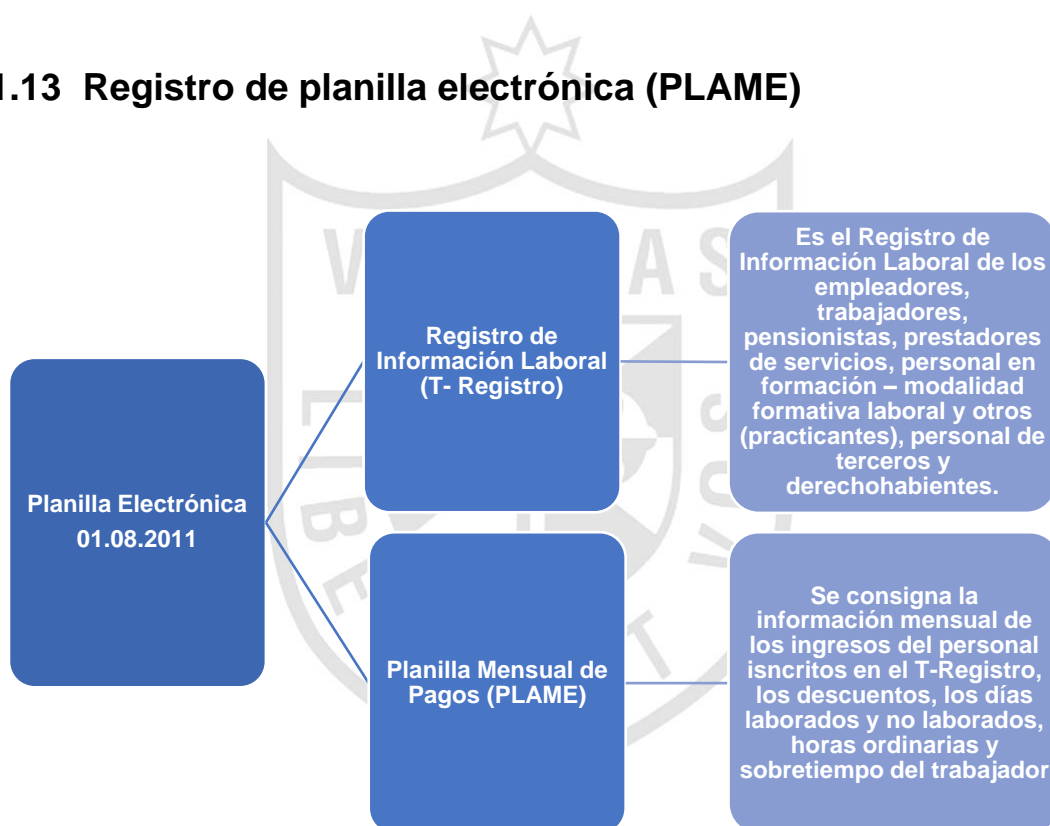 1.13 Registro de planilla electrónica (PLAME)
Planilla Electrónica
01.08.2011
Registro de
Información Laboral
(T- Registro)
Es el Registro de
Información Laboral de los
empleadores,
trabajadores,
pensionistas, prestadores
de servicios, personal en
formación – modalidad
formativa laboral y otros
(practicantes), personal de
terceros y
derechohabientes.
Planilla Mensual de
Pagos (PLAME)
Se consigna la
información mensual de
los ingresos del personal
isncritos en el T-Registro,
los descuentos, los días
laborados y no laborados,
horas ordinarias y
sobretiempo del trabajador